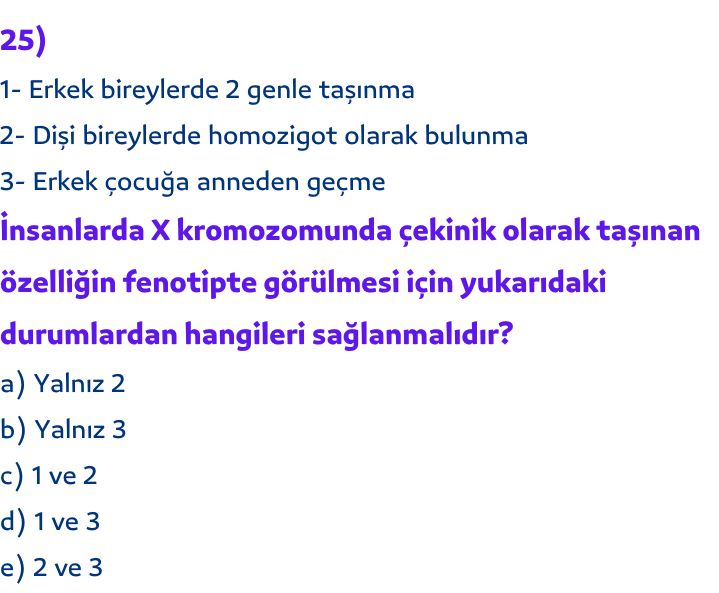 25)
1- Erkek bireylerde 2 genle taşınma
2- Dişi bireylerde homozigot olarak bulunma
3- Erkek çocuğa anneden geçme
İnsanlarda X kromozomunda çekinik olarak taşınan
özelliğin fenotipte görülmesi için yukarıdaki
durumlardan hangileri sağlanmalıdır?
a) Yalnız 2
b) Yalnız 3
c) 1 ve 2
d) 1 ve 3
e) 2 ve 3